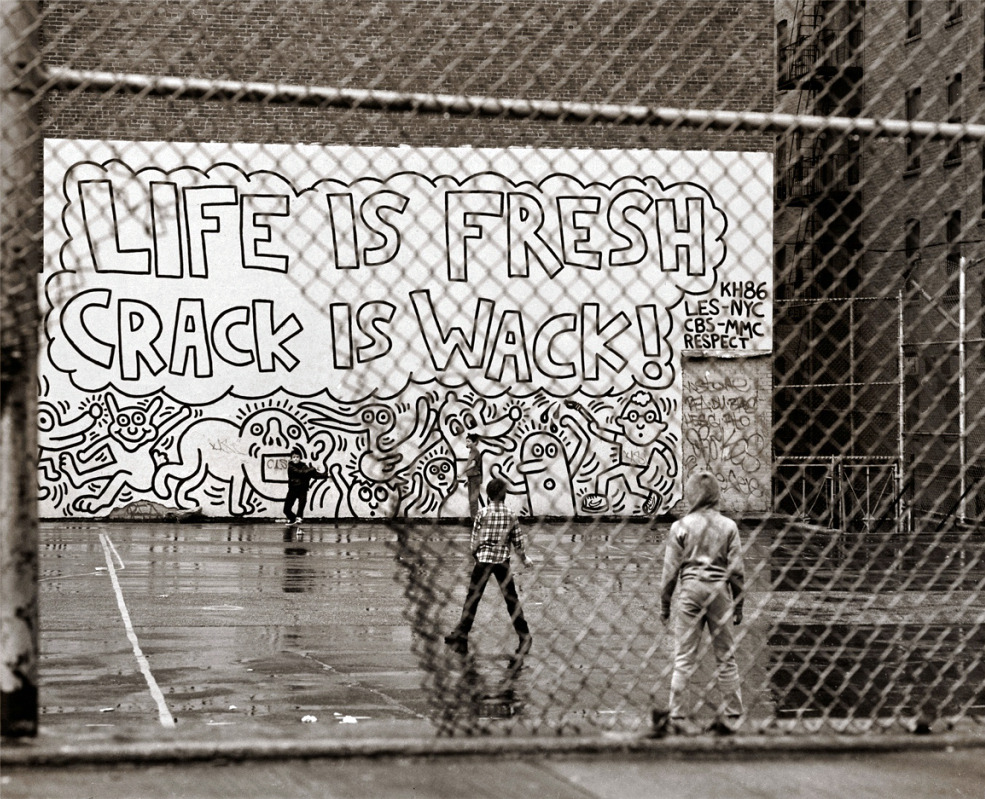 LIFE IS FRESH
CRACK IS WACK!
KH86
LES-NYC
CBS-MMC
RESPECT